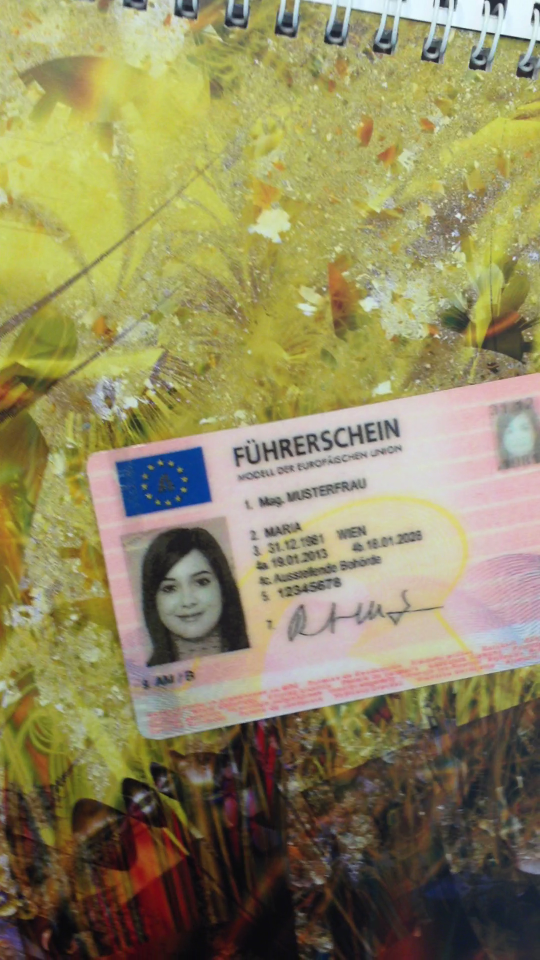 FÜHRERSCHEIN
MODELL DER EUROPÄISCHEN UNION
1. Mag. MUSTERFRAU
2. MARIA
3. 31.12.1981 WIEN
4a. 19.01.2013 4b. 18.01.2028
4c. Ausstellende Behörde
5. 12345678
7.
9. AM / B